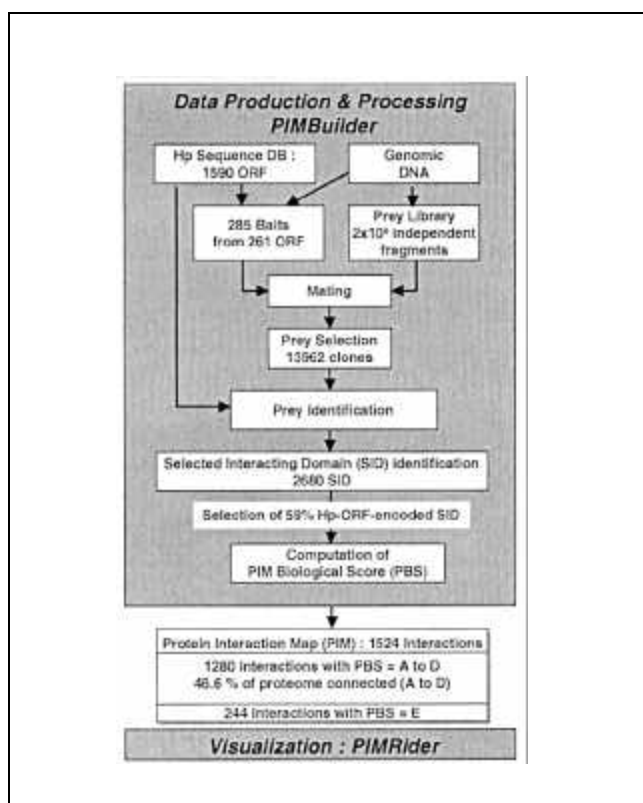 Data Production & Processing
PIMBuilder
Hp Sequence DB :
1590 ORF
Genomic
DNA
285 Baits
from 261 ORF
Prey Library
independent
fragments
Mating
Prey Selection
13962 clones
Prey Identification
Selected Interacting Domain (SID) identification
2680 SID
Selection of 59% Hp-ORF-encoded SID
Computation of
PIM Biological Score (PBS)
Protein Interaction Map (PIM) : 1524 Interactions
1280 Interactions with PBS = A to D
46.6 % of proteome connected (A to D)
244 Interactions with PBS = E
Visualization : PIMRider